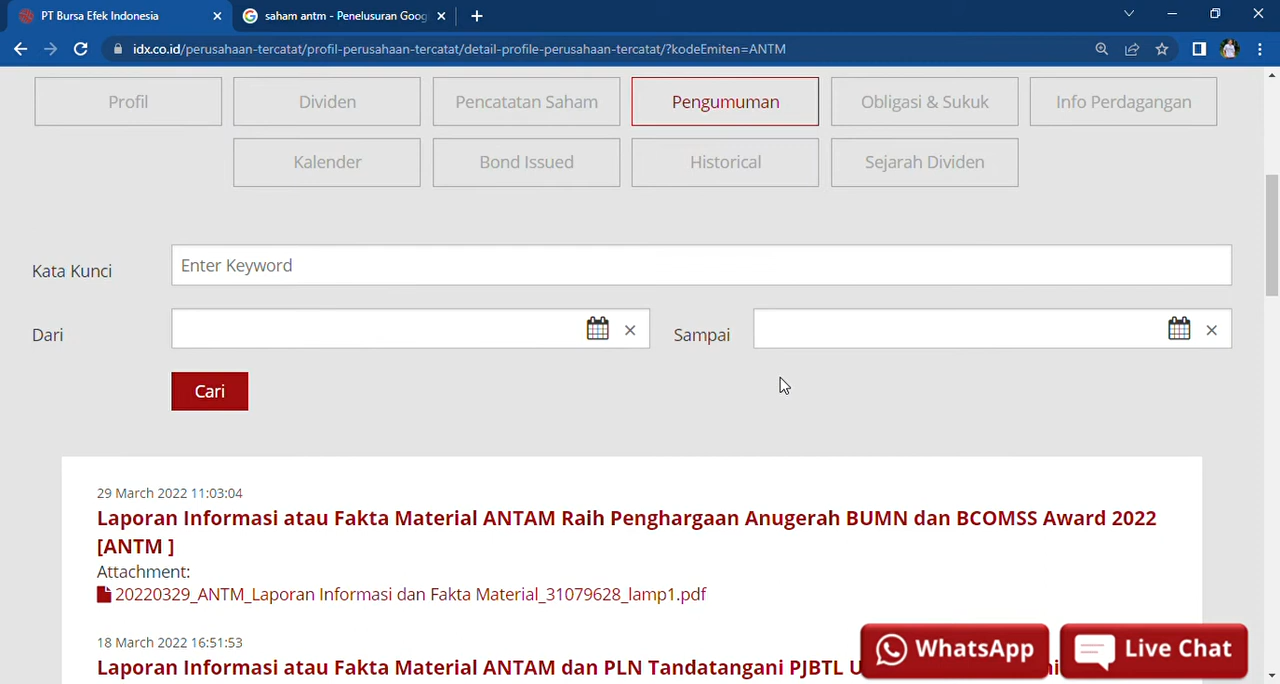 PT Bursa Efek Indonesia
saham antm - Penelusuran Goog
idx.co.id/perusahaan-tercatat/profil-perusahaan-tercatat/detail-profile-perusahaan-tercatat/?kodeEmiten=ANTM
Profil
Dividen
Pencatatan Saham
Pengumuman
Obligasi & Sukuk
Info Perdagangan
Kalender
Bond Issued
Historical
Sejarah Dividen
Kata Kunci
Enter Keyword
Dari
Sampai
Cari
29 March 2022 11:03:04
Laporan Informasi atau Fakta Material ANTAM Raih Penghargaan Anugerah BUMN dan BCOMSS Award 2022
[ANTM ]
Attachment:
20220329_ANTM_Laporan Informasi dan Fakta Material_31079628_lamp1.pdf
18 March 2022 16:51:53
Laporan Informasi atau Fakta Material ANTAM dan PLN Tandatangani PJBTL
WhatsApp
Live Chat